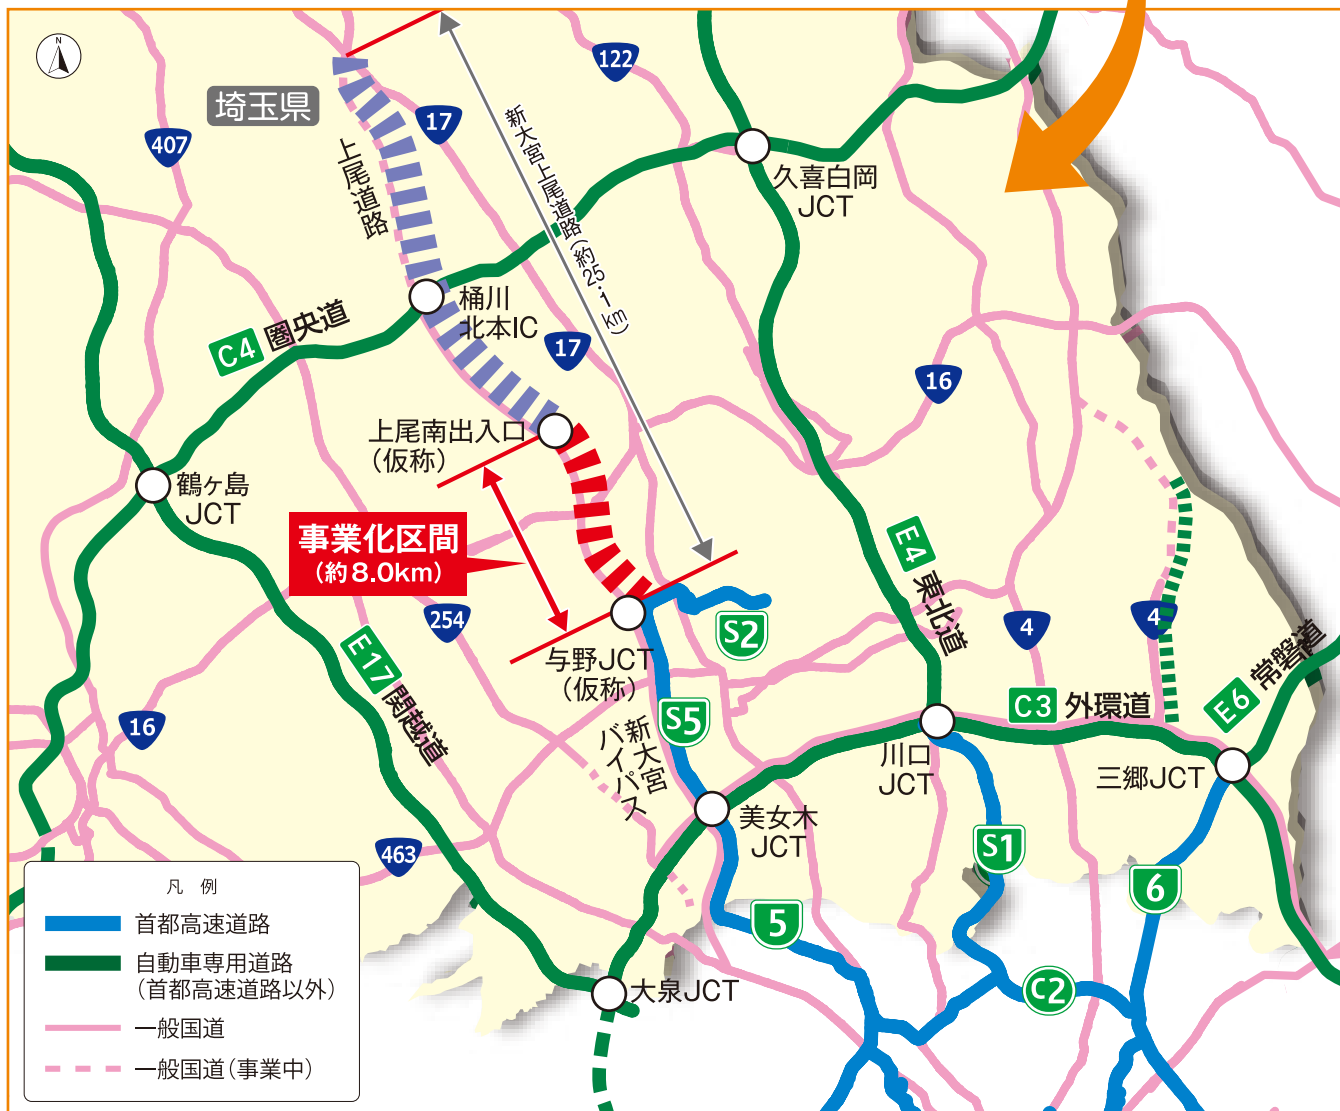 N
埼玉県
407
17
122
上尾道路
新大宮上尾道路(約25.1km)
久喜白岡
JCT
桶川
北本IC
C4 圏央道
17
16
上尾南出入口
(仮称)
鶴ヶ島
JCT
事業化区間
(約8.0km)
E4 東北道
254
S2
4
4
E17 関越道
与野JCT
(仮称)
S5
C3 外環道
E6 常磐道
16
新大宮
バイパス
川口
JCT
三郷JCT
美女木
JCT
463
S1
6
5
C2
大泉JCT
凡 例
首都高速道路
自動車専用道路
(首都高速道路以外)
一般国道
一般国道(事業中)